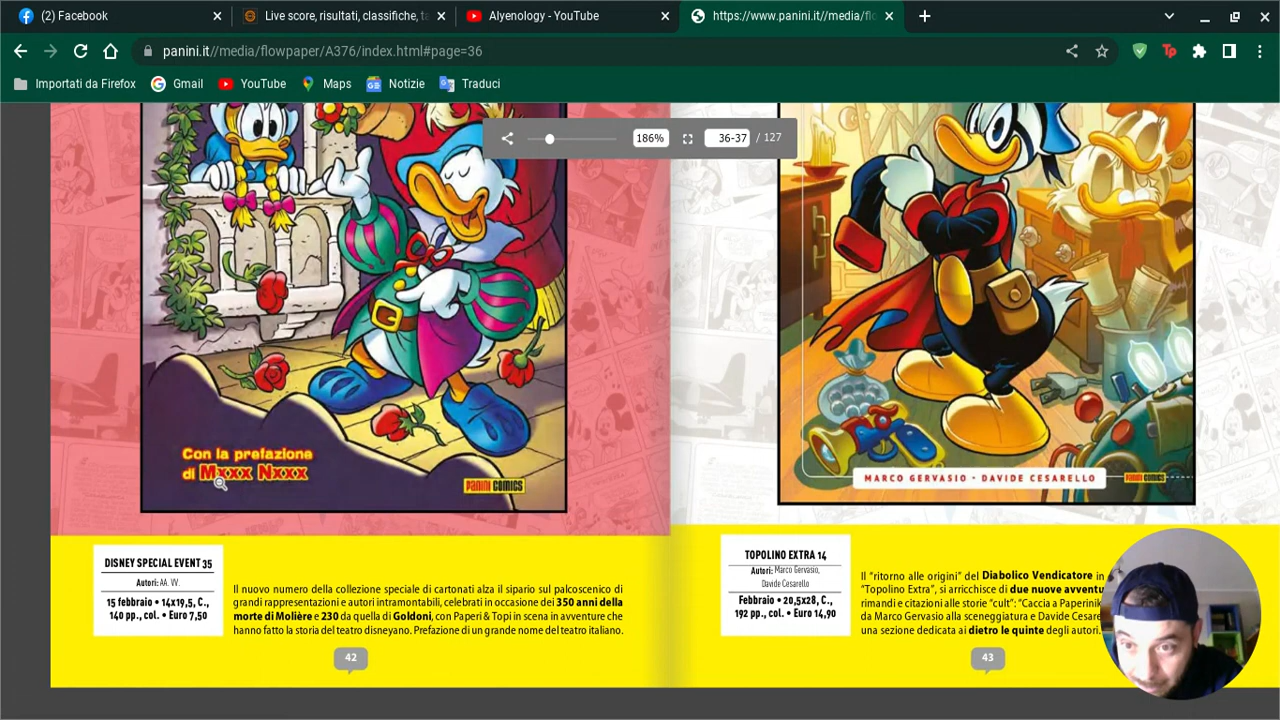 (2) Facebook
Live score, risultati, classifiche, ta
Alyenology - YouTube
https://www.panini.it//media/flo
panini.it//media/flowpaper/A376/index.html#page=36
Importati da Firefox
Gmail
YouTube
Maps
Notizie
Traduci
186%
36-37 / 127
Con la prefazione
di Mxxx Nxxx
PANINI COMICS
DISNEY SPECIAL EVENT 35
Autori: AA. VV.
15 febbraio • 14x19,5, C.,
140 pp., col. • Euro 7,50
Il nuovo numero della collezione speciale di cartonati alza il sipario sul palcoscenico di
grandi rappresentazioni e autori intramontabili, celebrati in occasione dei 350 anni della
morte di Molière e 230 da quella di Goldoni, con Paperi & Topi in scena in avventure che
hanno fatto la storia del teatro disneyano. Prefazione di un grande nome del teatro italiano.
42
MARCO GERVASIO · DAVIDE CESARELLO
PANINI COMICS
TOPOLINO EXTRA 14
Autori: Marco Gervasio,
Davide Cesarello
Febbraio • 20,5x28, C.,
192 pp., col. • Euro 14,90
Il “ritorno alle origini” del Diabolico Vendicatore in
“Topolino Extra”, si arricchisce di due nuove avventu
rimandi e citazioni alle storie “cult”: “Caccia a Paperinik
da Marco Gervasio alla sceneggiatura e Davide Cesare
una sezione dedicata ai dietro le quinte degli autori.
43